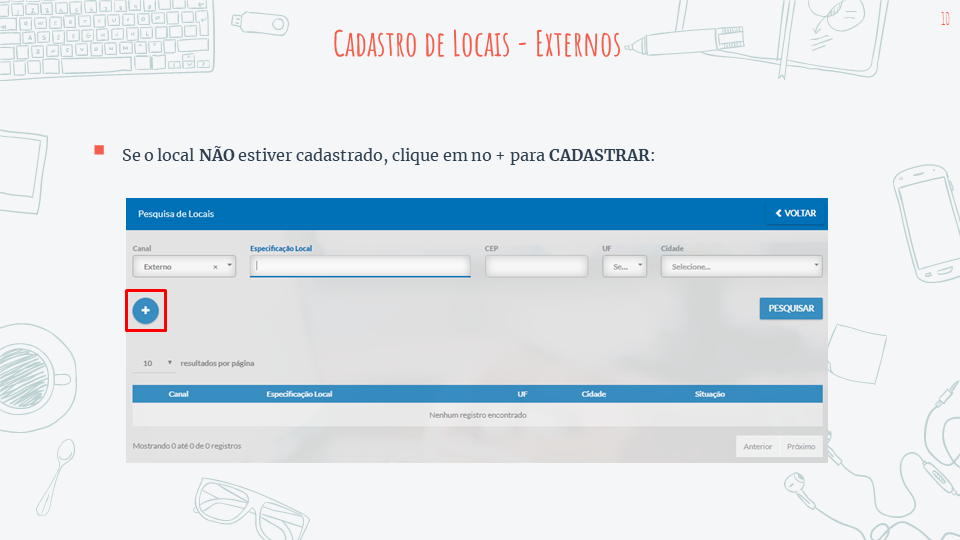 10
Cadastro de Locais - Externos
Se o local NÃO estiver cadastrado, clique em no + para CADASTRAR:
Pesquisa de Locais
VOLTAR
Canal Especificação Local CEP UF Cidade
Externo × Se... Selecione...
+
PESQUISAR
10 resultados por página
Canal Especificação Local UF Cidade Situação
Nenhum registro encontrado
Mostrando 0 até 0 de 0 registros
Anterior Próximo